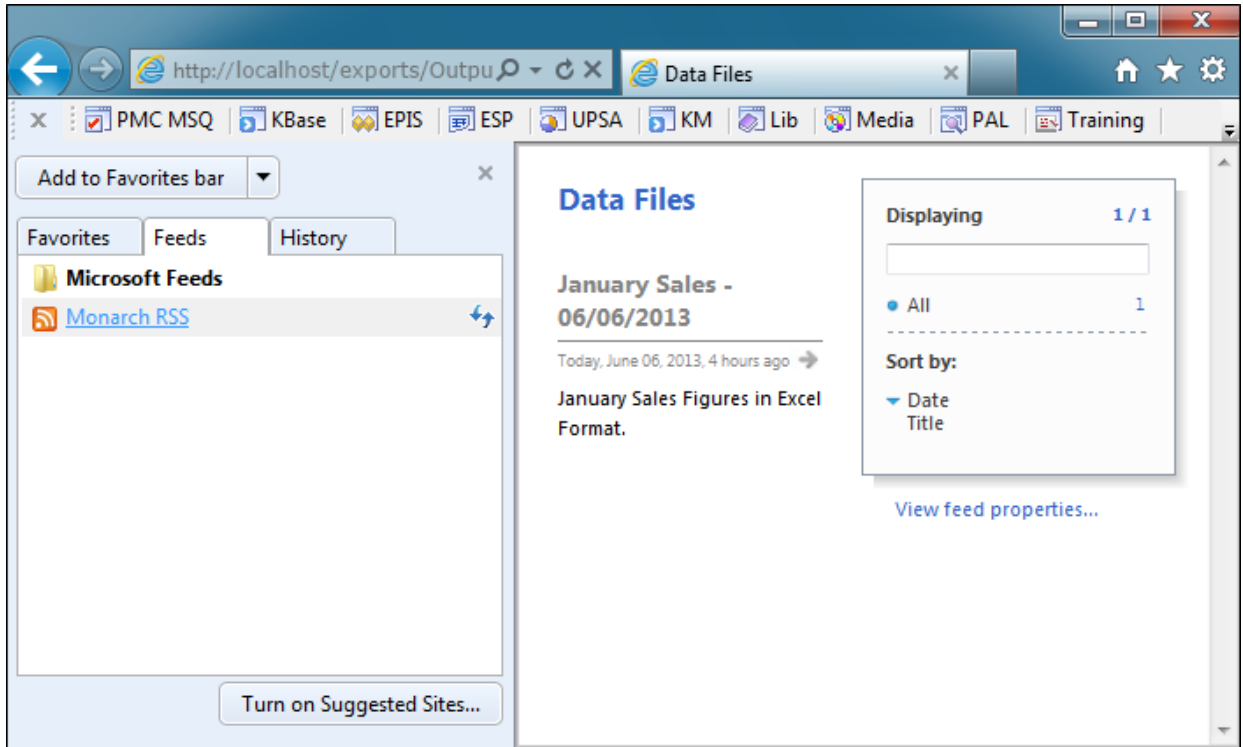 http://localhost/exports/Outpu
Data Files
PMC MSQ KBase EPIS ESP UPSA KM Lib Media PAL Training
Add to Favorites bar
Favorites Feeds History
Microsoft Feeds
Monarch RSS
Turn on Suggested Sites...
Data Files
January Sales -
06/06/2013
Today, June 06, 2013, 4 hours ago
January Sales Figures in Excel
Format.
Displaying 1 / 1
All 1
Sort by:
Date
Title
View feed properties...